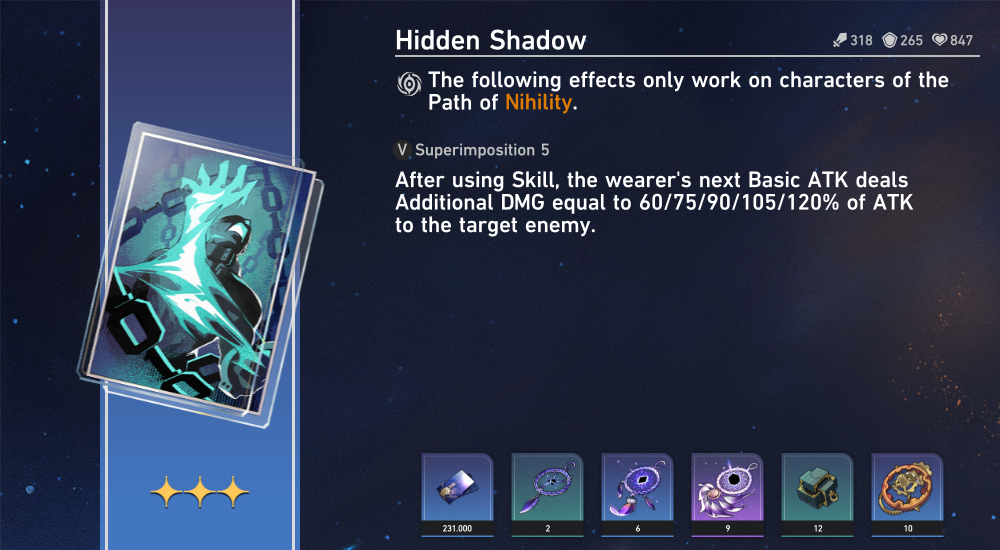 Hidden Shadow 318 265 847
The following effects only work on characters of the
Path of Nihility.
V Superimposition 5
After using Skill, the wearer's next Basic ATK deals
Additional DMG equal to 60/75/90/105/120% of ATK
to the target enemy.
231.000 2 6 9 12 10